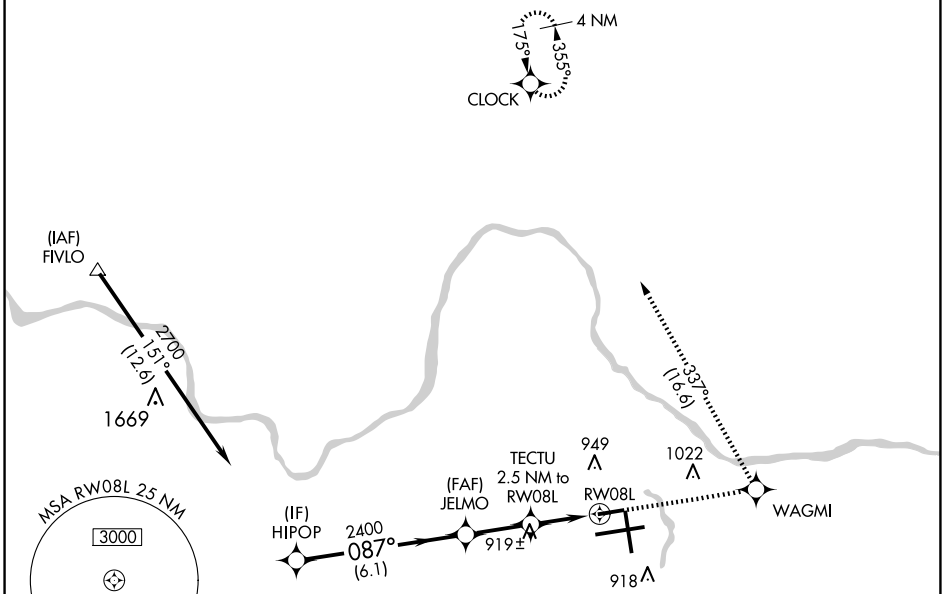 4 NM
175°
355°
CLOCK
(IAF)
FIVLO
2700
151°
(12.6)
1669
337°
(16.6)
949
1022
TECTU
2.5 NM to
RW08L
(FAF)
JELMO
RW08L
WAGMI
MSA RW08L 25 NM
3000
(IF)
HIPOP
2400
087°
(6.1)
919±
918